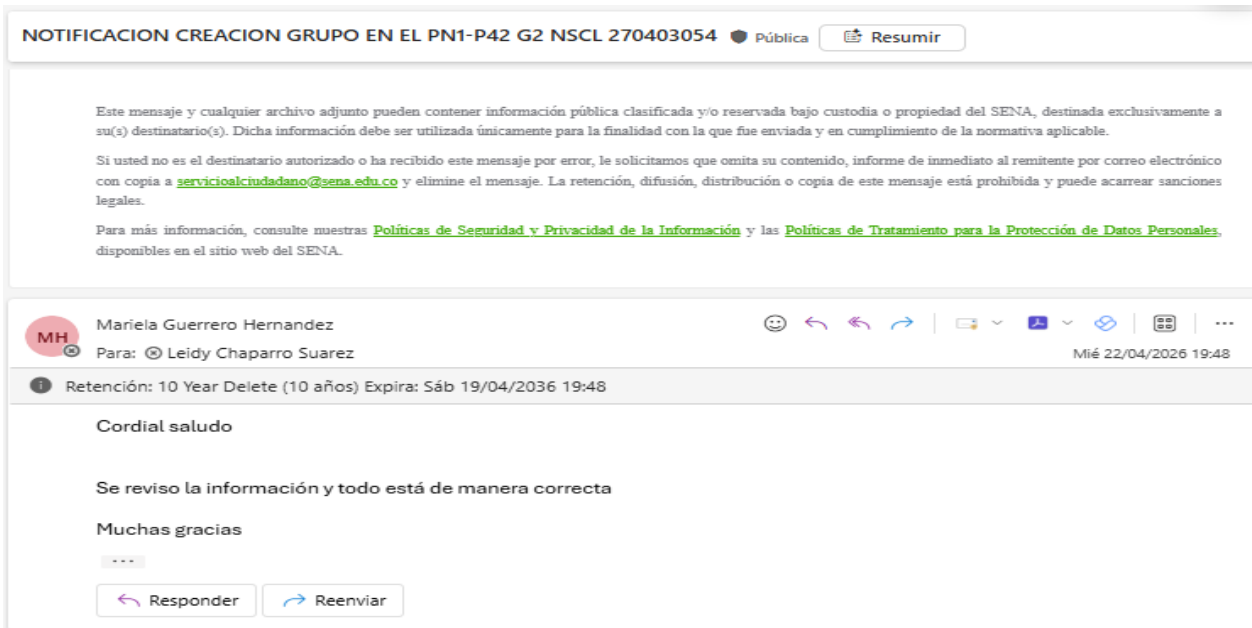 NOTIFICACION CREACION GRUPO EN EL PN1-P42 G2 NSCL 270403054 Pública Resumir
Este mensaje y cualquier archivo adjunto pueden contener información pública clasificada y/o reservada bajo custodia o propiedad del SENA, destinada exclusivamente a
su(s) destinatario(s). Dicha información debe ser utilizada únicamente para la finalidad con la que fue enviada y en cumplimiento de la normativa aplicable.
Si usted no es el destinatario autorizado o ha recibido este mensaje por error, le solicitamos que omita su contenido, informe de inmediato al remitente por correo electrónico
con copia a servicioalciudadano@sena.edu.co y elimine el mensaje. La retención, difusión, distribución o copia de este mensaje está prohibida y puede acarrear sanciones
legales.
Para más información, consulte nuestras Políticas de Seguridad y Privacidad de la Información y las Políticas de Tratamiento para la Protección de Datos Personales,
disponibles en el sitio web del SENA.
MH
Mariela Guerrero Hernandez
Para: Leidy Chaparro Suarez
Mié 22/04/2026 19:48
Retención: 10 Year Delete (10 años) Expira: Sáb 19/04/2036 19:48
Cordial saludo
Se reviso la información y todo está de manera correcta
Muchas gracias
...
Responder Reenviar